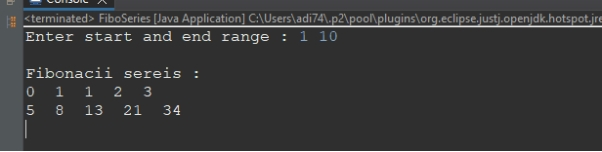 Console
<terminated> FiboSeries [Java Application] C:\Users\adi74\.p2\pool\plugins\org.eclipse.justj.openjdk.hotspot.jre
Enter start and end range : 1 10
Fibonacii sereis :
0 1 1 2 3
5 8 13 21 34